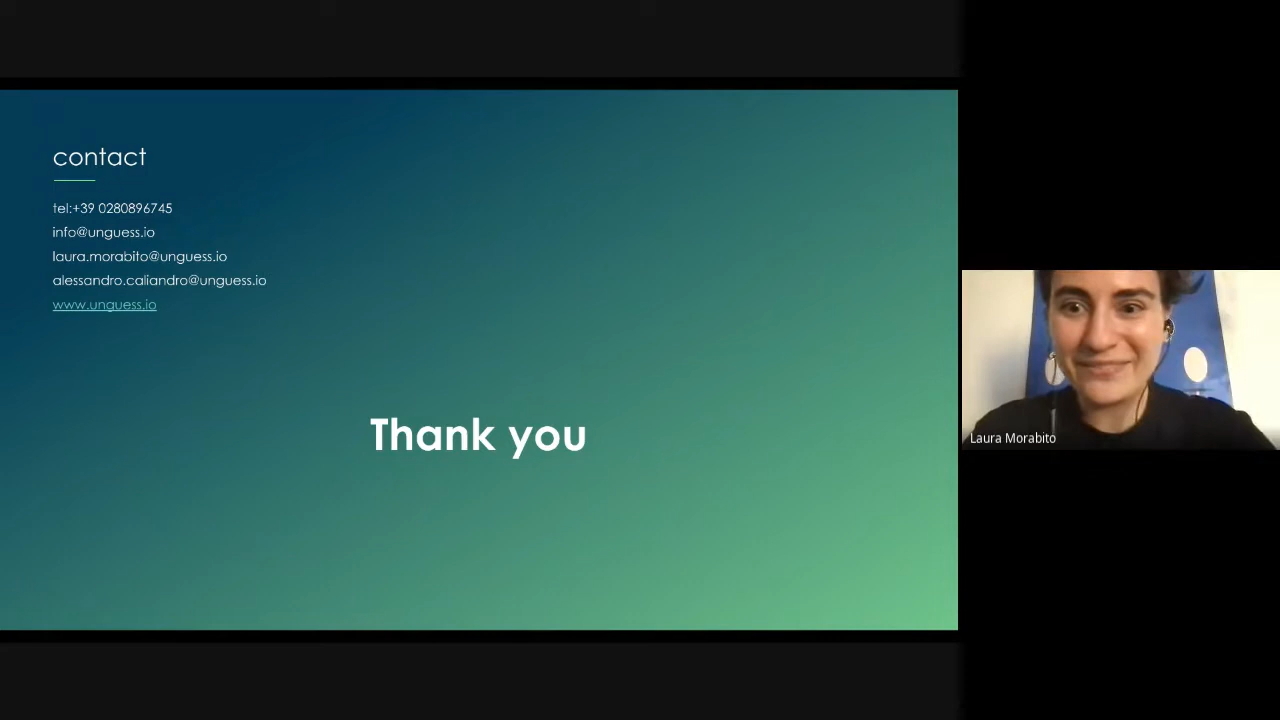 contact
tel:+39 0280896745
info@unguess.io
laura.morabito@unguess.io
alessandro.caliandro@unguess.io
www.unguess.io
Thank you
Laura Morabito